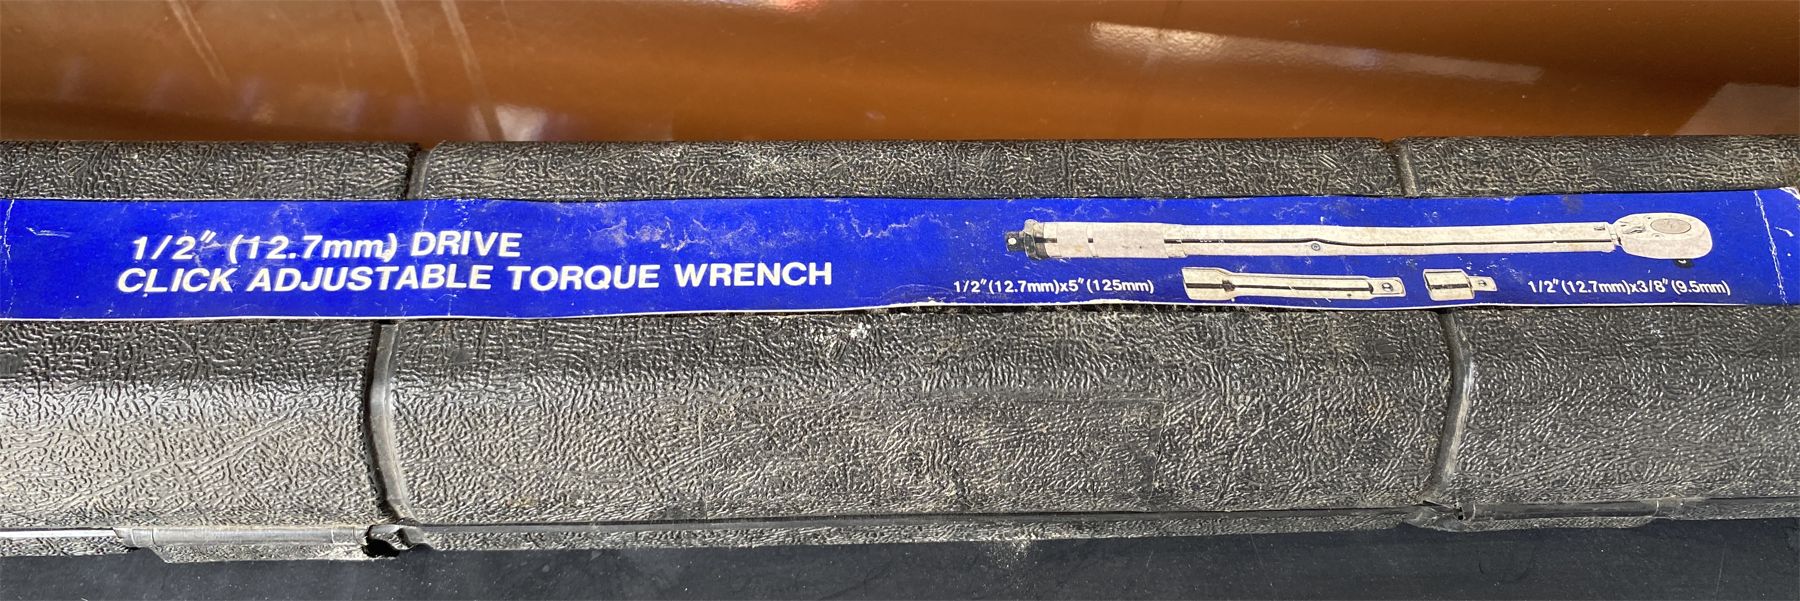 1/2" (12.7mm) DRIVE
CLICK ADJUSTABLE TORQUE WRENCH
1/2"(12.7mm)x5"(125mm)
1/2"(12.7mm)x3/8"(9.5mm)